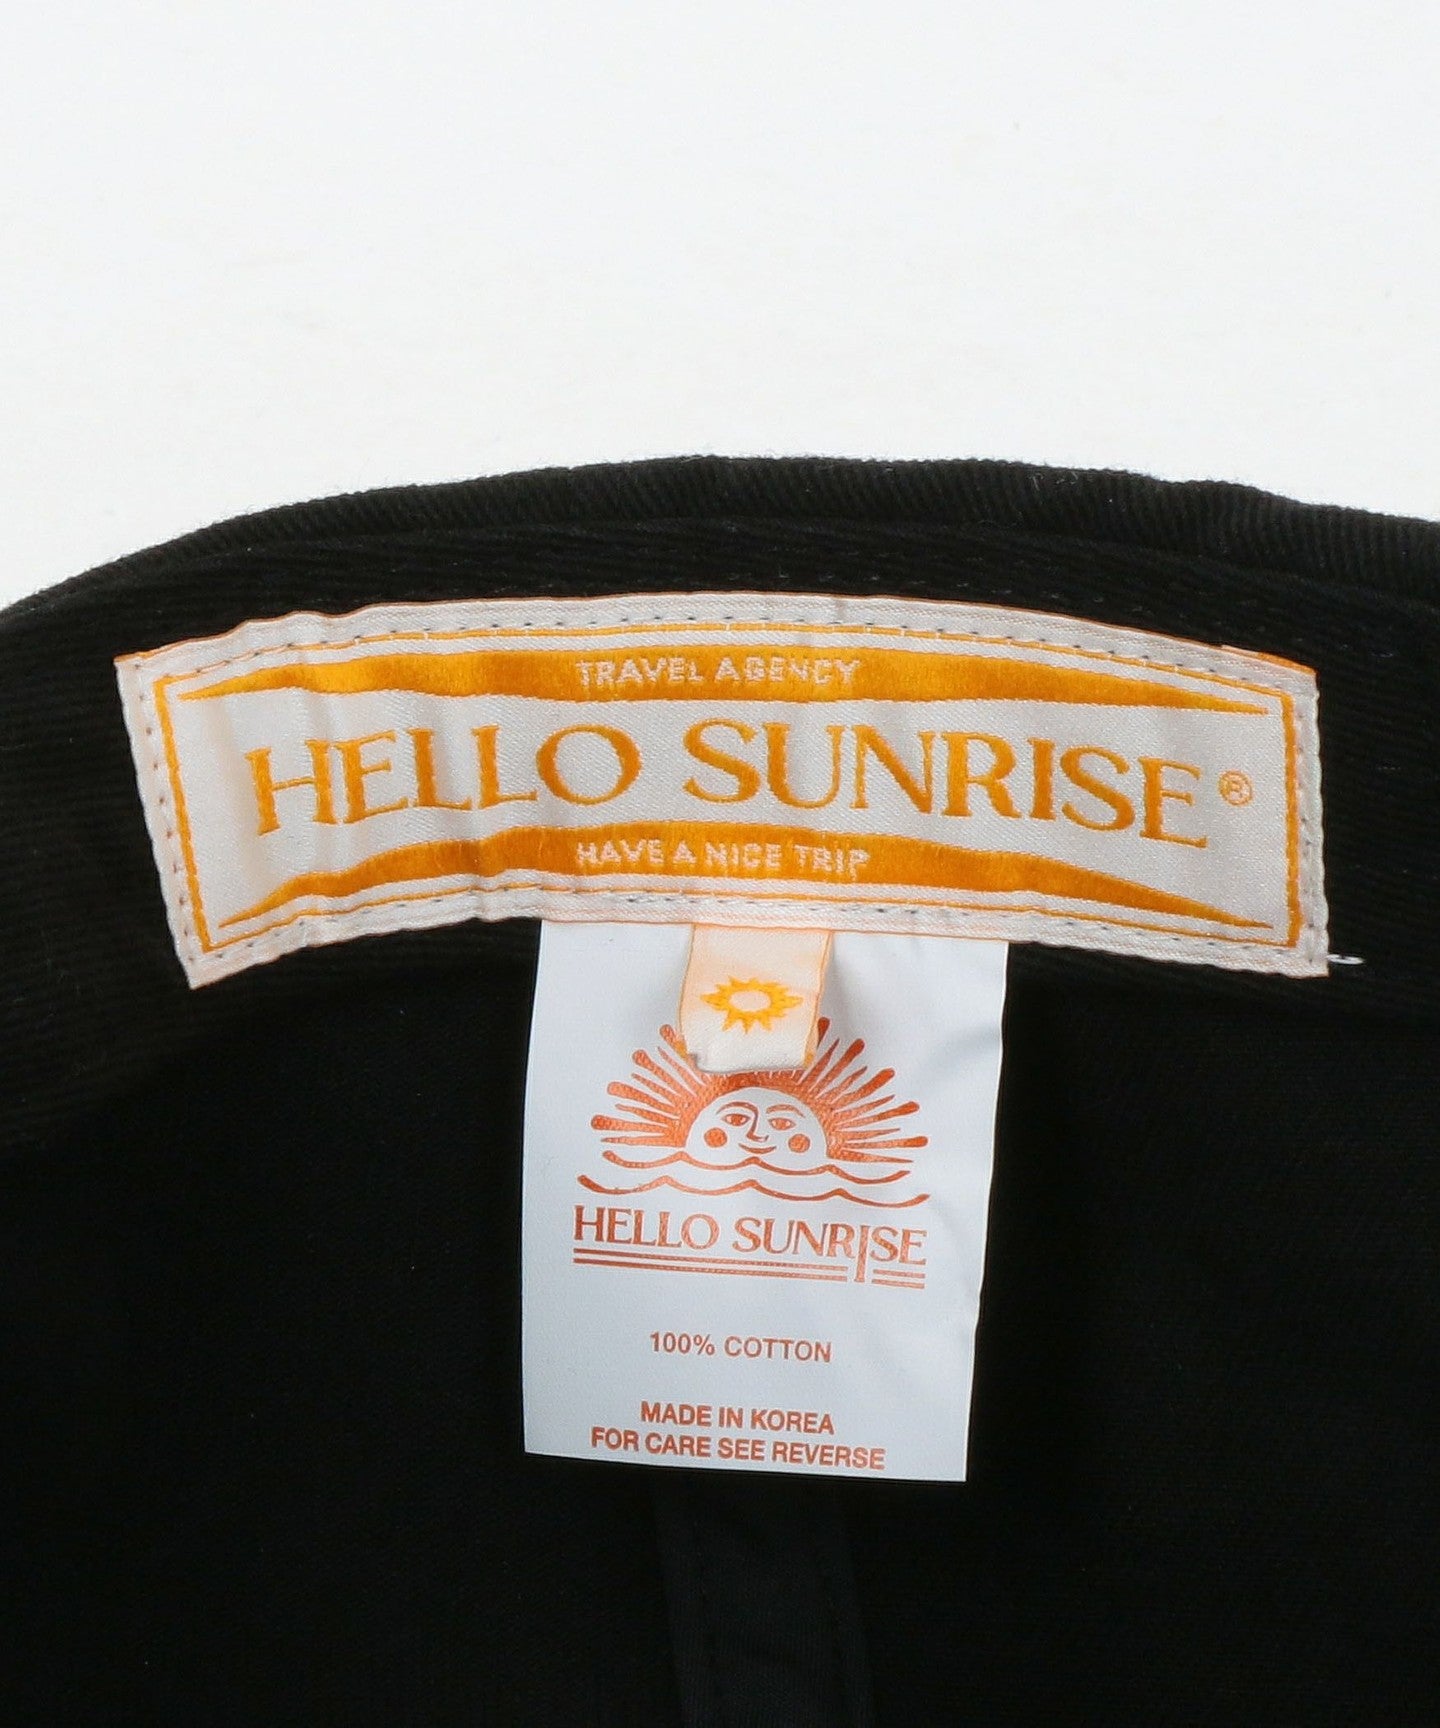 TRAVEL AGENCY
HELLO SUNRISE®
HAVE A NICE TRIP
HELLO SUNRISE
100% COTTON
MADE IN KOREA
FOR CARE SEE REVERSE